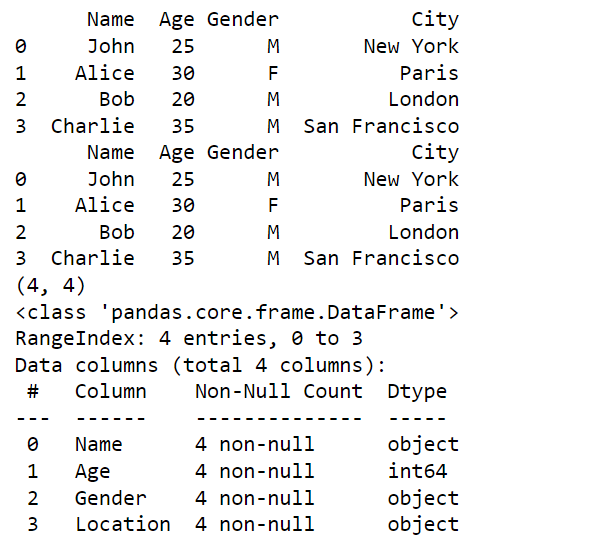 Name  Age Gender           City
0     John   25      M       New York
1    Alice   30      F          Paris
2      Bob   20      M         London
3  Charlie   35      M  San Francisco
      Name  Age Gender           City
0     John   25      M       New York
1    Alice   30      F          Paris
2      Bob   20      M         London
3  Charlie   35      M  San Francisco
(4, 4)
<class 'pandas.core.frame.DataFrame'>
RangeIndex: 4 entries, 0 to 3
Data columns (total 4 columns):
 #   Column    Non-Null Count  Dtype
---  ------    --------------  -----
 0   Name      4 non-null      object
 1   Age       4 non-null      int64
 2   Gender    4 non-null      object
 3   Location  4 non-null      object